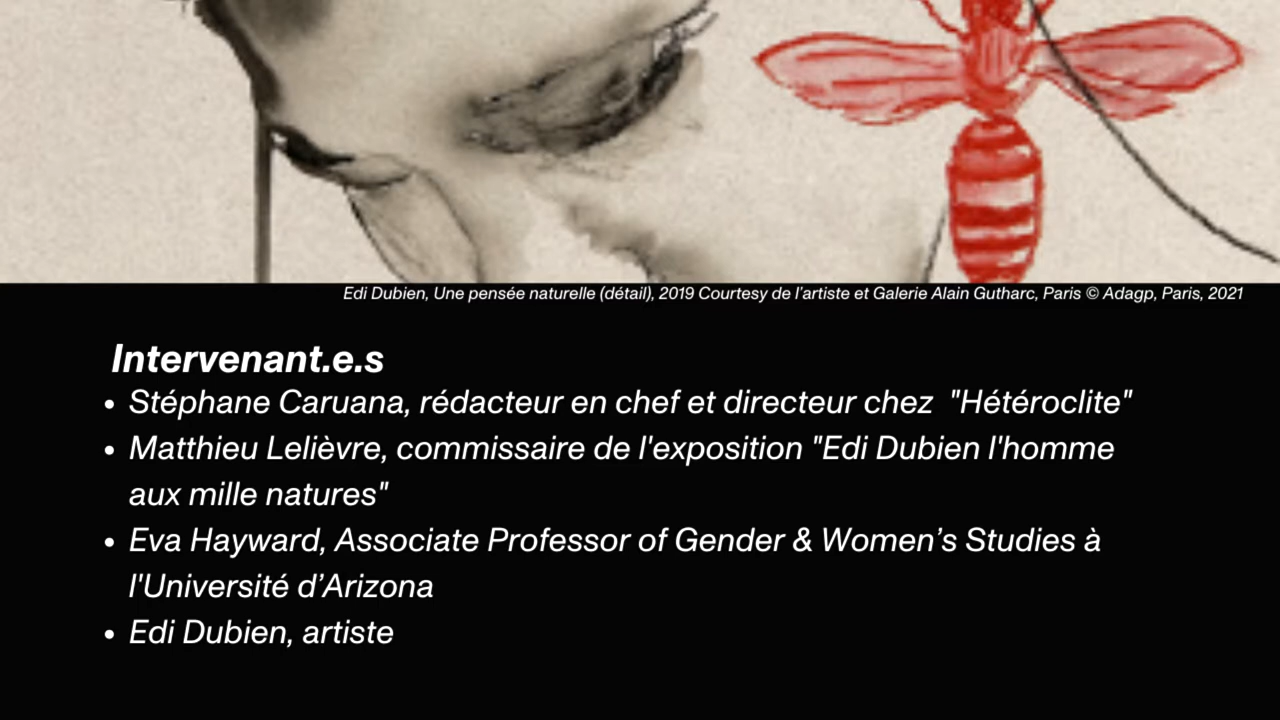 Edi Dubien, Une pensée naturelle (détail), 2019 Courtesy de l'artiste et Galerie Alain Gutharc, Paris © Adagp, Paris, 2021
Intervenant.e.s
• Stéphane Caruana, rédacteur en chef et directeur chez "Hétéroclite"
• Matthieu Lelièvre, commissaire de l'exposition "Edi Dubien l'homme
aux mille natures"
• Eva Hayward, Associate Professor of Gender & Women’s Studies à
l'Université d’Arizona
• Edi Dubien, artiste